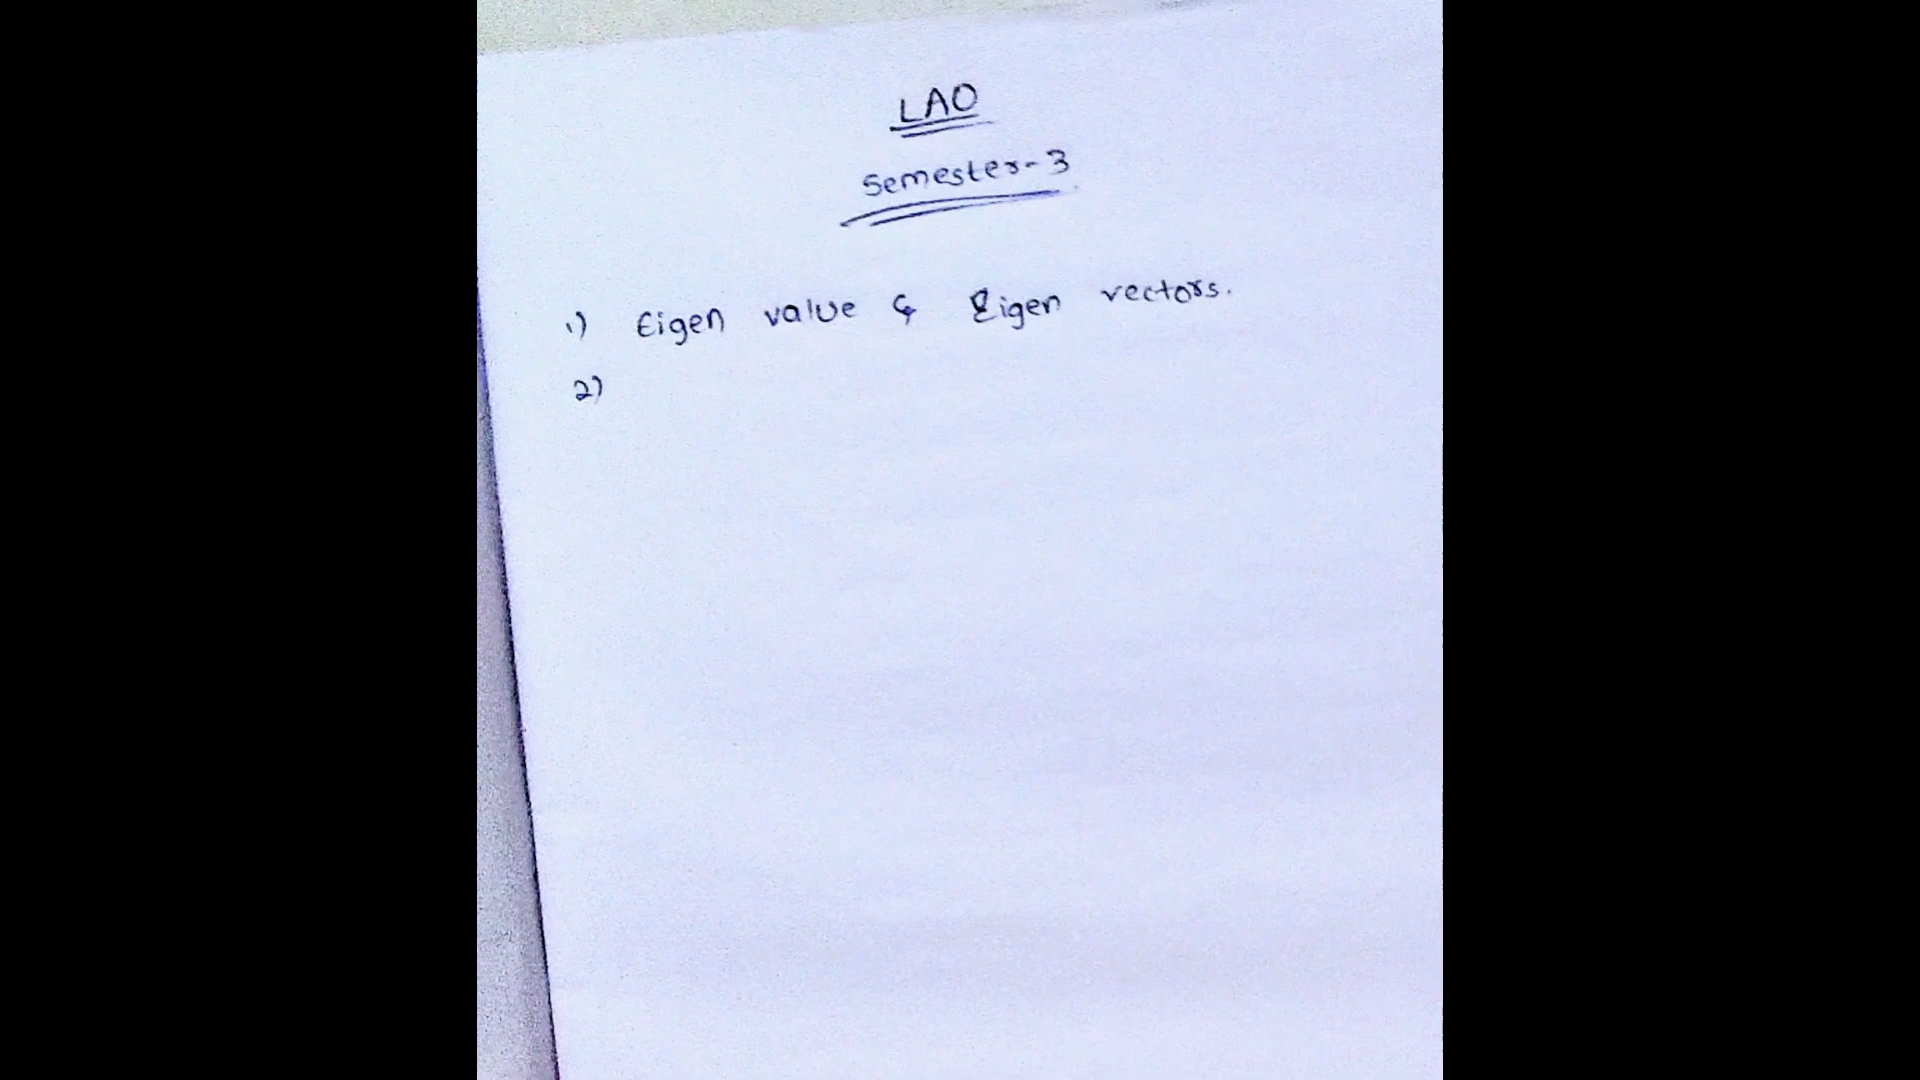 LAO
Semester-3
1) Eigen value & Eigen vectors.
2)